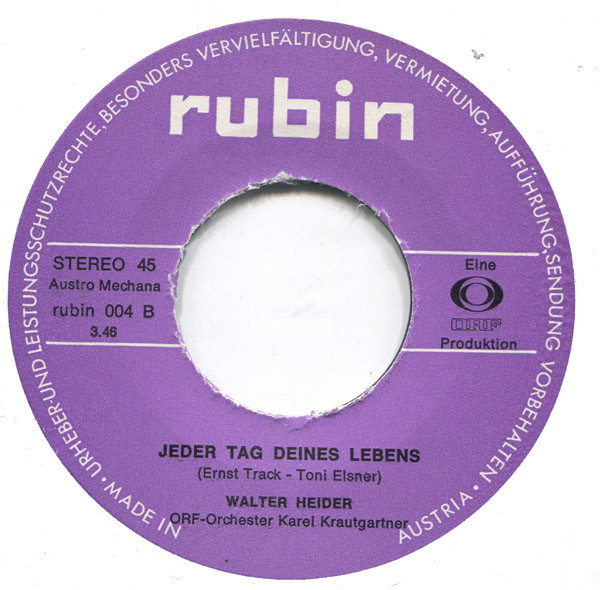 URHEBER-UND LEISTUNGSSCHUTZRECHTE, BESONDERS VERVIELFÄLTIGUNG, VERMIETUNG, AUFFÜHRUNG, SENDUNG VORBEHALTEN
rubin
STEREO 45
Austro Mechana
rubin 004 B
3.46
Eine
ORF
Produktion
JEDER TAG DEINES LEBENS
(Ernst Track - Toni Elsner)
WALTER HEIDER
ORF-Orchester Karel Krautgartner
• MADE IN AUSTRIA •